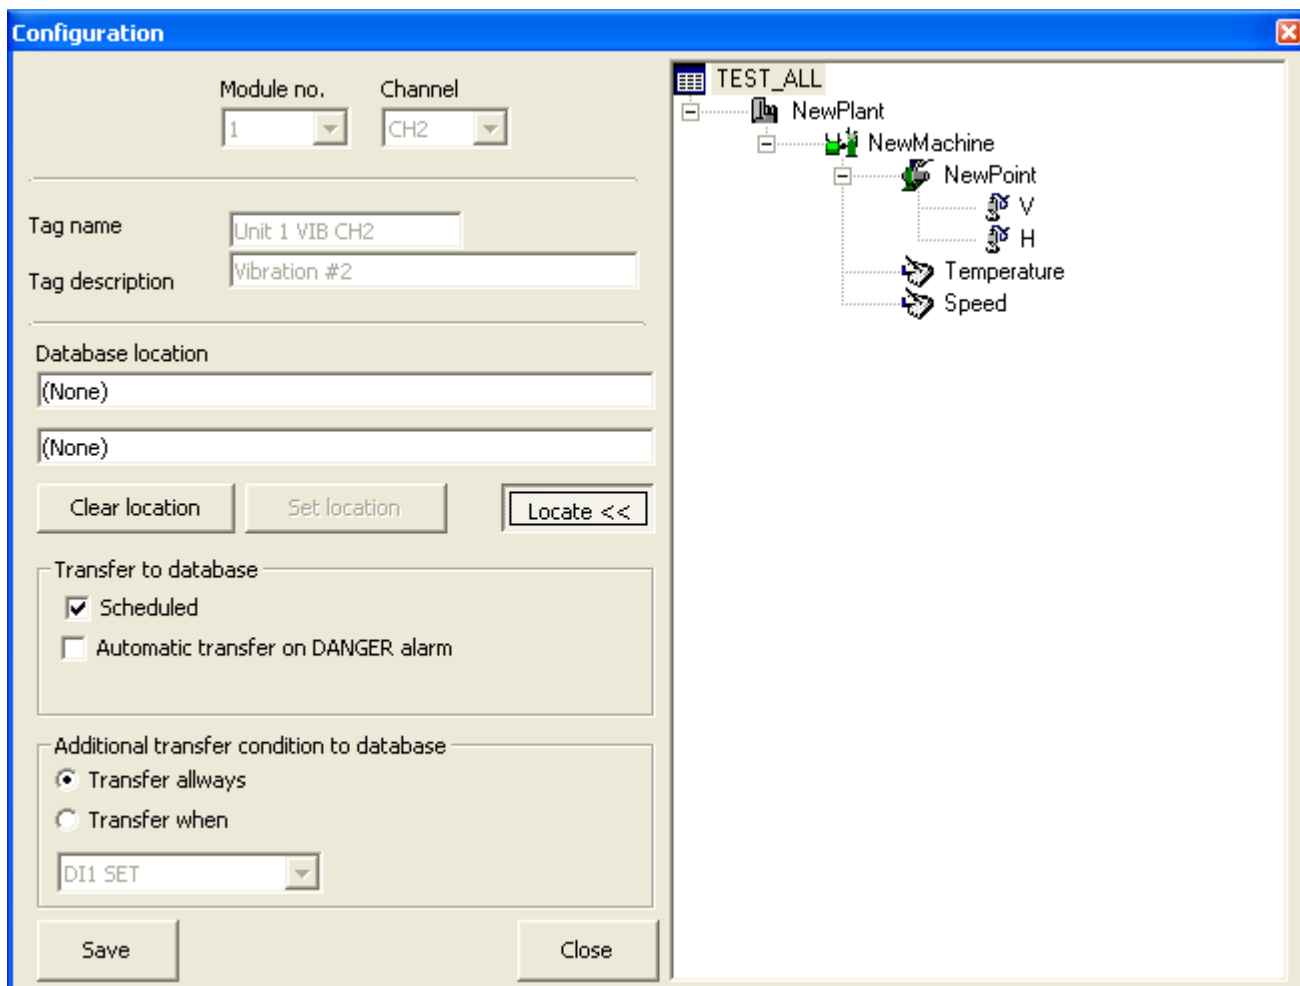 Configuration
Module no. Channel
1 CH2
Tag name Unit 1 VIB CH2
Tag description Vibration #2
Database location
(None)
(None)
Clear location Set location Locate <<
Transfer to database
Scheduled
Automatic transfer on DANGER alarm
Additional transfer condition to database
Transfer allways
Transfer when
DI1 SET
Save Close
TEST_ALL
NewPlant
NewMachine
NewPoint
V
H
Temperature
Speed